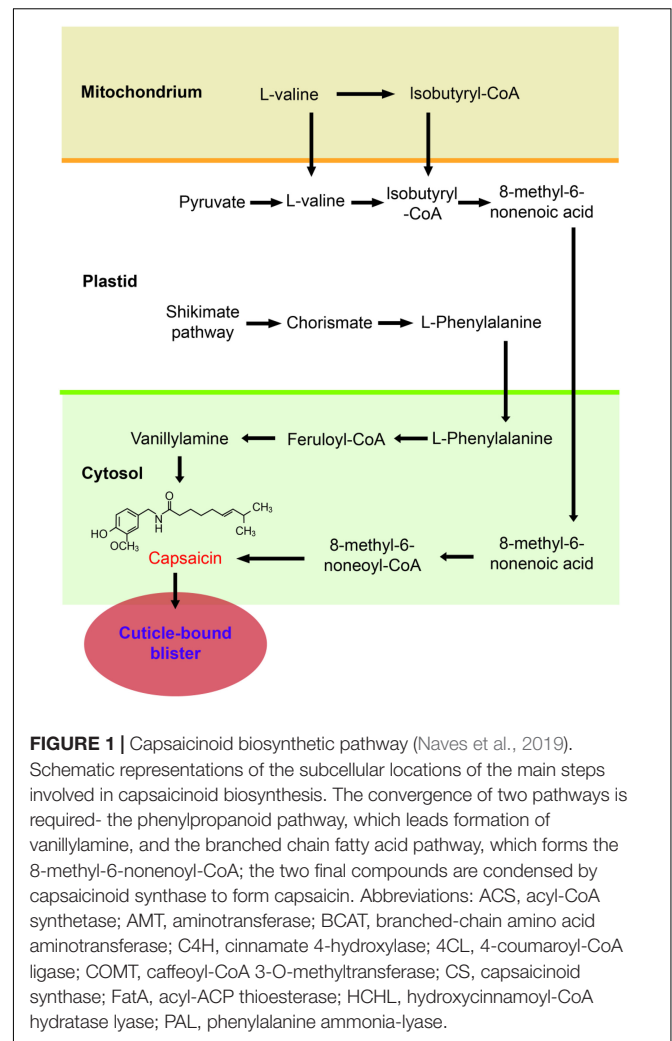 Mitochondrium
L-valine
Isobutyryl-CoA
Pyruvate
L-valine
Isobutyryl
-CoA
8-methyl-6-
nonenoic acid
Plastid
Shikimate
pathway
Chorismate
L-Phenylalanine
Vanillylamine
Feruloyl-CoA
L-Phenylalanine
Cytosol
O
CH3
N
H
CH3
HO
OCH3
Capsaicin
8-methyl-6-
noneoyl-CoA
8-methyl-6-
nonenoic acid
Cuticle-bound
blister
FIGURE 1 | Capsaicinoid biosynthetic pathway (Naves et al., 2019).
Schematic representations of the subcellular locations of the main steps
involved in capsaicinoid biosynthesis. The convergence of two pathways is
required- the phenylpropanoid pathway, which leads formation of
vanillylamine, and the branched chain fatty acid pathway, which forms the
8-methyl-6-nonenoyl-CoA; the two final compounds are condensed by
capsaicinoid synthase to form capsaicin. Abbreviations: ACS, acyl-CoA
synthetase; AMT, aminotransferase; BCAT, branched-chain amino acid
aminotransferase; C4H, cinnamate 4-hydroxylase; 4CL, 4-coumaroyl-CoA
ligase; COMT, caffeoyl-CoA 3-O-methyltransferase; CS, capsaicinoid
synthase; FatA, acyl-ACP thioesterase; HCHL, hydroxycinnamoyl-CoA
hydratase lyase; PAL, phenylalanine ammonia-lyase.